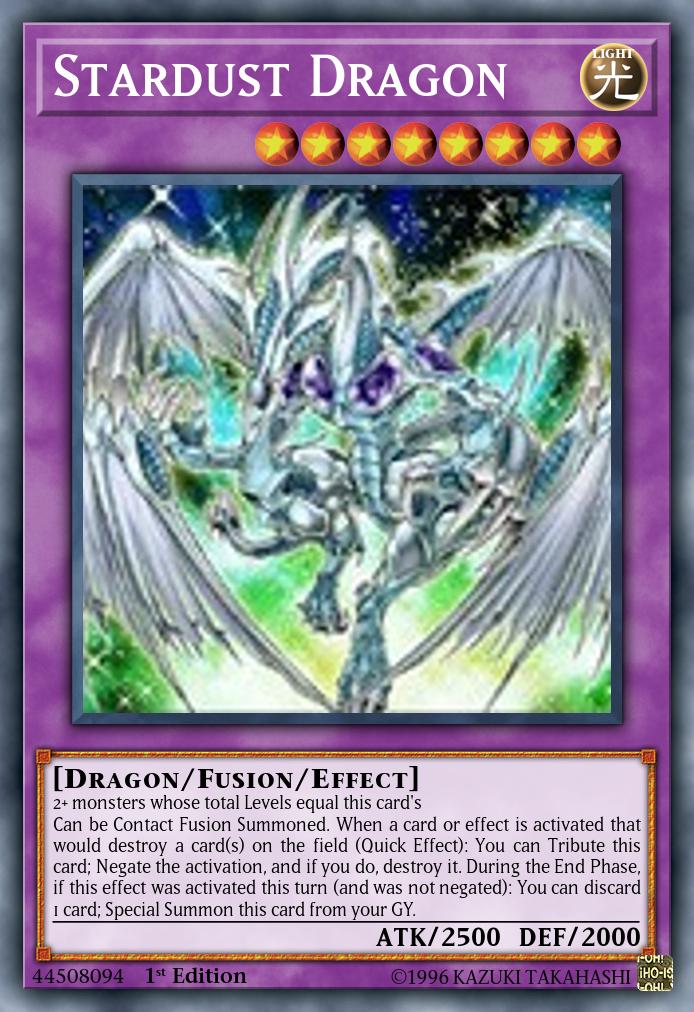 STARDUST DRAGON
LIGHT
光
[DRAGON/FUSION/EFFECT]
2+ monsters whose total Levels equal this card's
Can be Contact Fusion Summoned. When a card or effect is activated that
would destroy a card(s) on the field (Quick Effect): You can Tribute this
card; Negate the activation, and if you do, destroy it. During the End Phase,
if this effect was activated this turn (and was not negated): You can discard
1 card; Special Summon this card from your GY.
ATK/2500 DEF/2000
44508094 1st Edition ©1996 KAZUKI TAKAHASHI